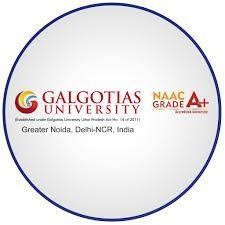 GALGOTIAS
UNIVERSITY
(Established under Galgotias University Uttar Pradesh Act No. 14 of 2011)
Greater Noida, Delhi-NCR, India
NAAC
GRADE A+
Accredited University